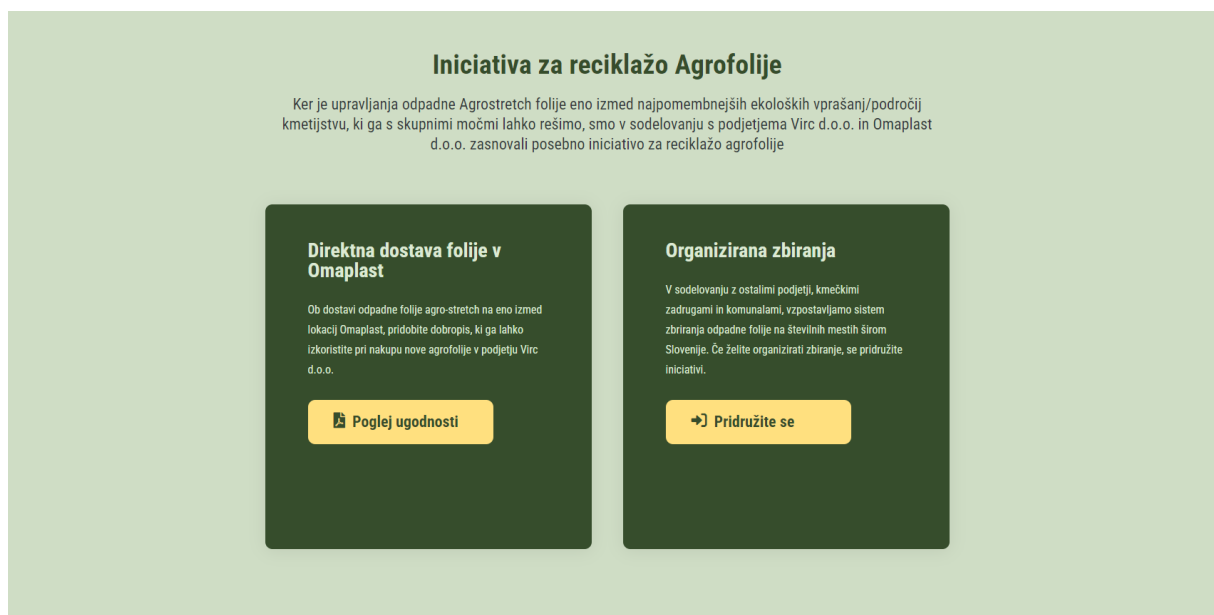 Iniciativa za reciklažo Agrofolije
Ker je upravljanja odpadne Agrostretch folije eno izmed najpomembnejših ekoloških vprašanj/področij
kmetijstvu, ki ga s skupnimi močmi lahko rešimo, smo v sodelovanju s podjetjema Virc d.o.o. in Omaplast
d.o.o. zasnovali posebno iniciativo za reciklažo agrofolije
Direktna dostava folije v
Omaplast
Ob dostavi odpadne folije agro-stretch na eno izmed
lokacij Omaplast, pridobite dobropis, ki ga lahko
izkoristite pri nakupu nove agrofolije v podjetju Virc
d.o.o.
Poglej ugodnosti
Organizirana zbiranja
V sodelovanju z ostalimi podjetji, kmečkimi
zadrugami in komunalami, vzpostavljamo sistem
zbriranja odpadne folije na številnih mestih širom
Slovenije. Če želite organizirati zbiranje, se pridružite
iniciativi.
Pridružite se